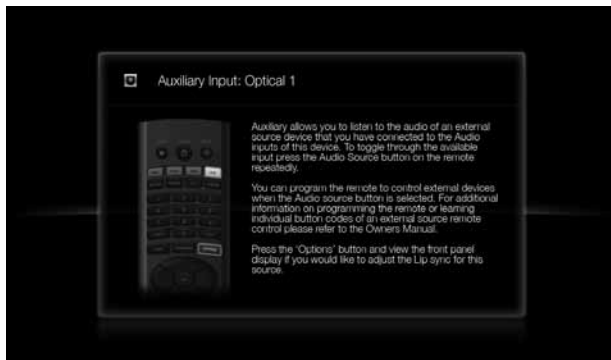 Auxiliary Input: Optical 1
Auxiliary allows you to listen to the audio of an external
source device that you have connected to the Audio
inputs of this device. To toggle through the available
input press the Audio Source button on the remote
repeatedly.
You can program the remote to control external devices
when the Audio source button is selected. For additional
information on programming the remote or learning
individual button codes of an external source remote
control please refer to the Owners Manual.
Press the 'Options' button and view the front panel
display if you would like to adjust the Lip sync for this
source.